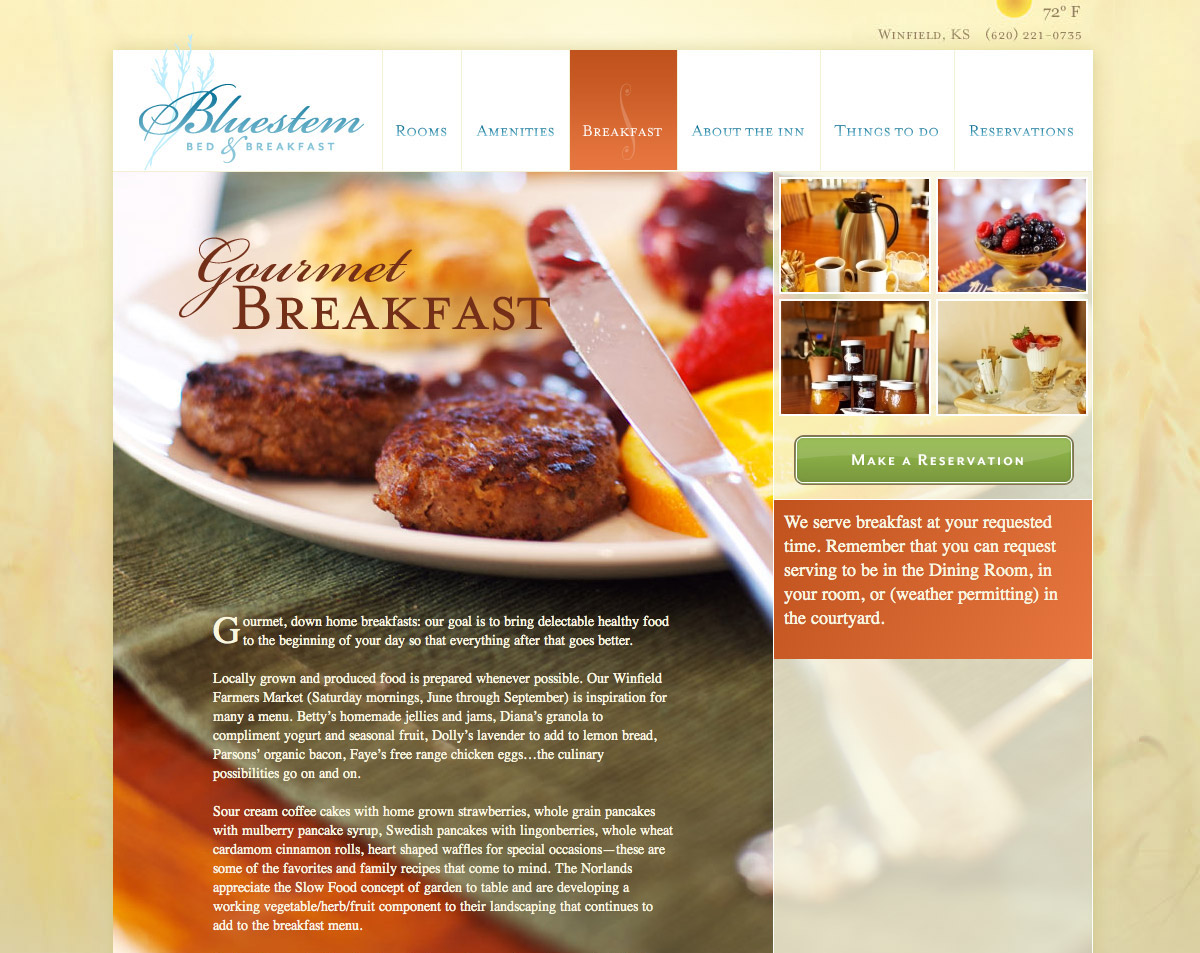 72° F
Winfield, KS (620) 221-0735
Bluestem
BED & BREAKFAST
Rooms
Amenities
Breakfast
About the Inn
Things to do
Reservations
Gourmet
Breakfast
Make a Reservation
We serve breakfast at your requested
time. Remember that you can request
serving to be in the Dining Room, in
your room, or (weather permitting) in
the courtyard.
Gourmet, down home breakfasts: our goal is to bring delectable healthy food
to the beginning of your day so that everything after that goes better.
Locally grown and produced food is prepared whenever possible. Our Winfield
Farmers Market (Saturday mornings, June through September) is inspiration for
many a menu. Betty’s homemade jellies and jams, Diana’s granola to
compliment yogurt and seasonal fruit, Dolly’s lavender to add to lemon bread,
Parsons’ organic bacon, Faye’s free range chicken eggs…the culinary
possibilities go on and on.
Sour cream coffee cakes with home grown strawberries, whole grain pancakes
with mulberry pancake syrup, Swedish pancakes with lingonberries, whole wheat
cardamom cinnamon rolls, heart shaped waffles for special occasions—these are
some of the favorites and family recipes that come to mind. The Norlands
appreciate the Slow Food concept of garden to table and are developing a
working vegetable/herb/fruit component to their landscaping that continues to
add to the breakfast menu.